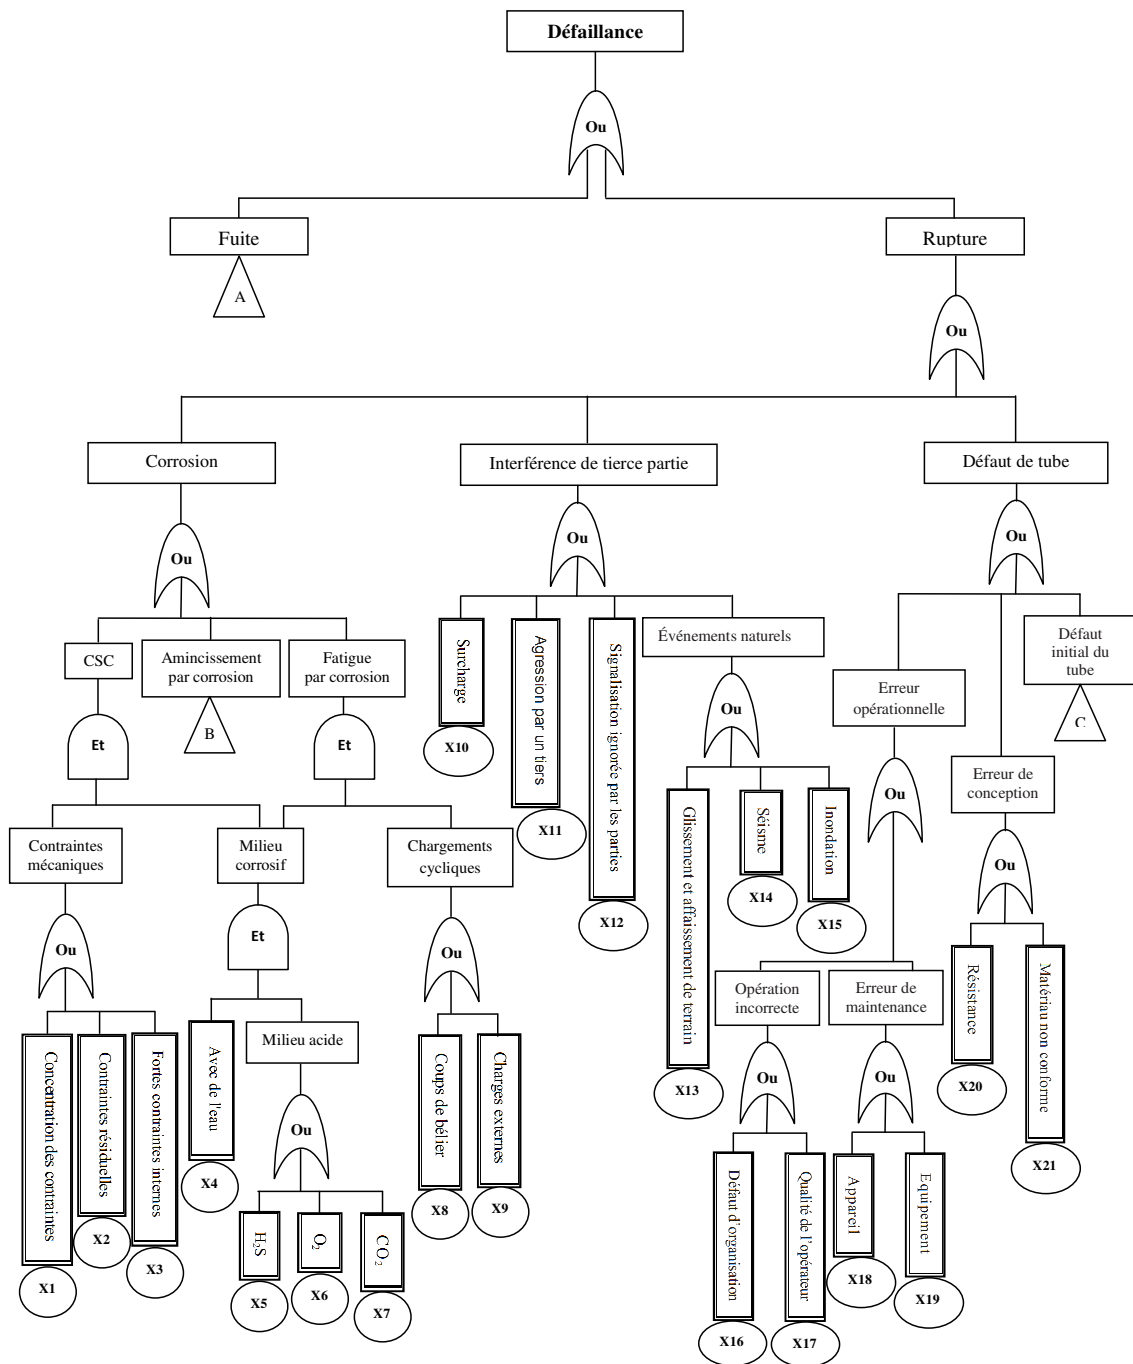 Défaillance
Ou
Fuite
Rupture
A
Ou
Corrosion
Interférence de tierce partie
Défaut de tube
Ou
Ou
Ou
CSC
Amincissement
par corrosion
Fatigue
par corrosion
Surcharge
Agression par un tiers
Signalisation ignorée par les parties
Événements naturels
Erreur
opérationnelle
Défaut
initial du
tube
Et
B
Et
X10
X11
X12
Ou
Ou
C
Erreur de
conception
Contraintes
mécaniques
Milieu
corrosif
Chargements
cycliques
Glissement et affaissement de terrain
Séisme
Inondation
X13
X14
X15
Ou
Ou
Et
Ou
Opération
incorrecte
Erreur de
maintenance
Résistance
Matériau non conforme
X20
X21
Concentration des contraintes
Contraintes résiduelles
Fortes contraintes internes
Avec de l'eau
Milieu acide
Coups de bélier
Charges externes
X1
X2
X3
X4
Ou
X8
X9
Ou
Ou
H₂S
O₂
CO₂
X5
X6
X7
Défaut d'organisation
Qualité de l'opérateur
Appareil
Equipement
X16
X17
X18
X19